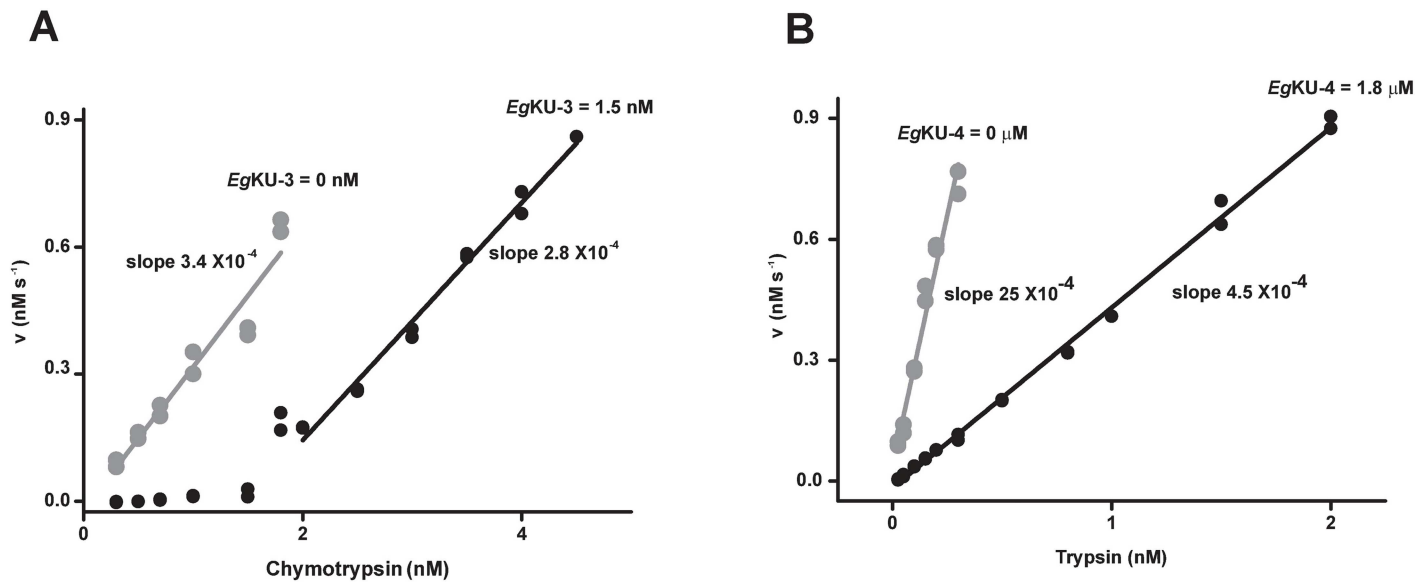 A
EgKU-3 = 1.5 nM
EgKU-3 = 0 nM
slope 3.4 X10-4
slope 2.8 X10-4
0.9
0.6
0.3
0.0
v (nM s-1)
0
2
4
Chymotrypsin (nM)
B
EgKU-4 = 1.8 μM
EgKU-4 = 0 μM
slope 25 X10-4
slope 4.5 X10-4
0.9
0.6
0.3
0.0
v (nM s-1)
0
1
2
Trypsin (nM)